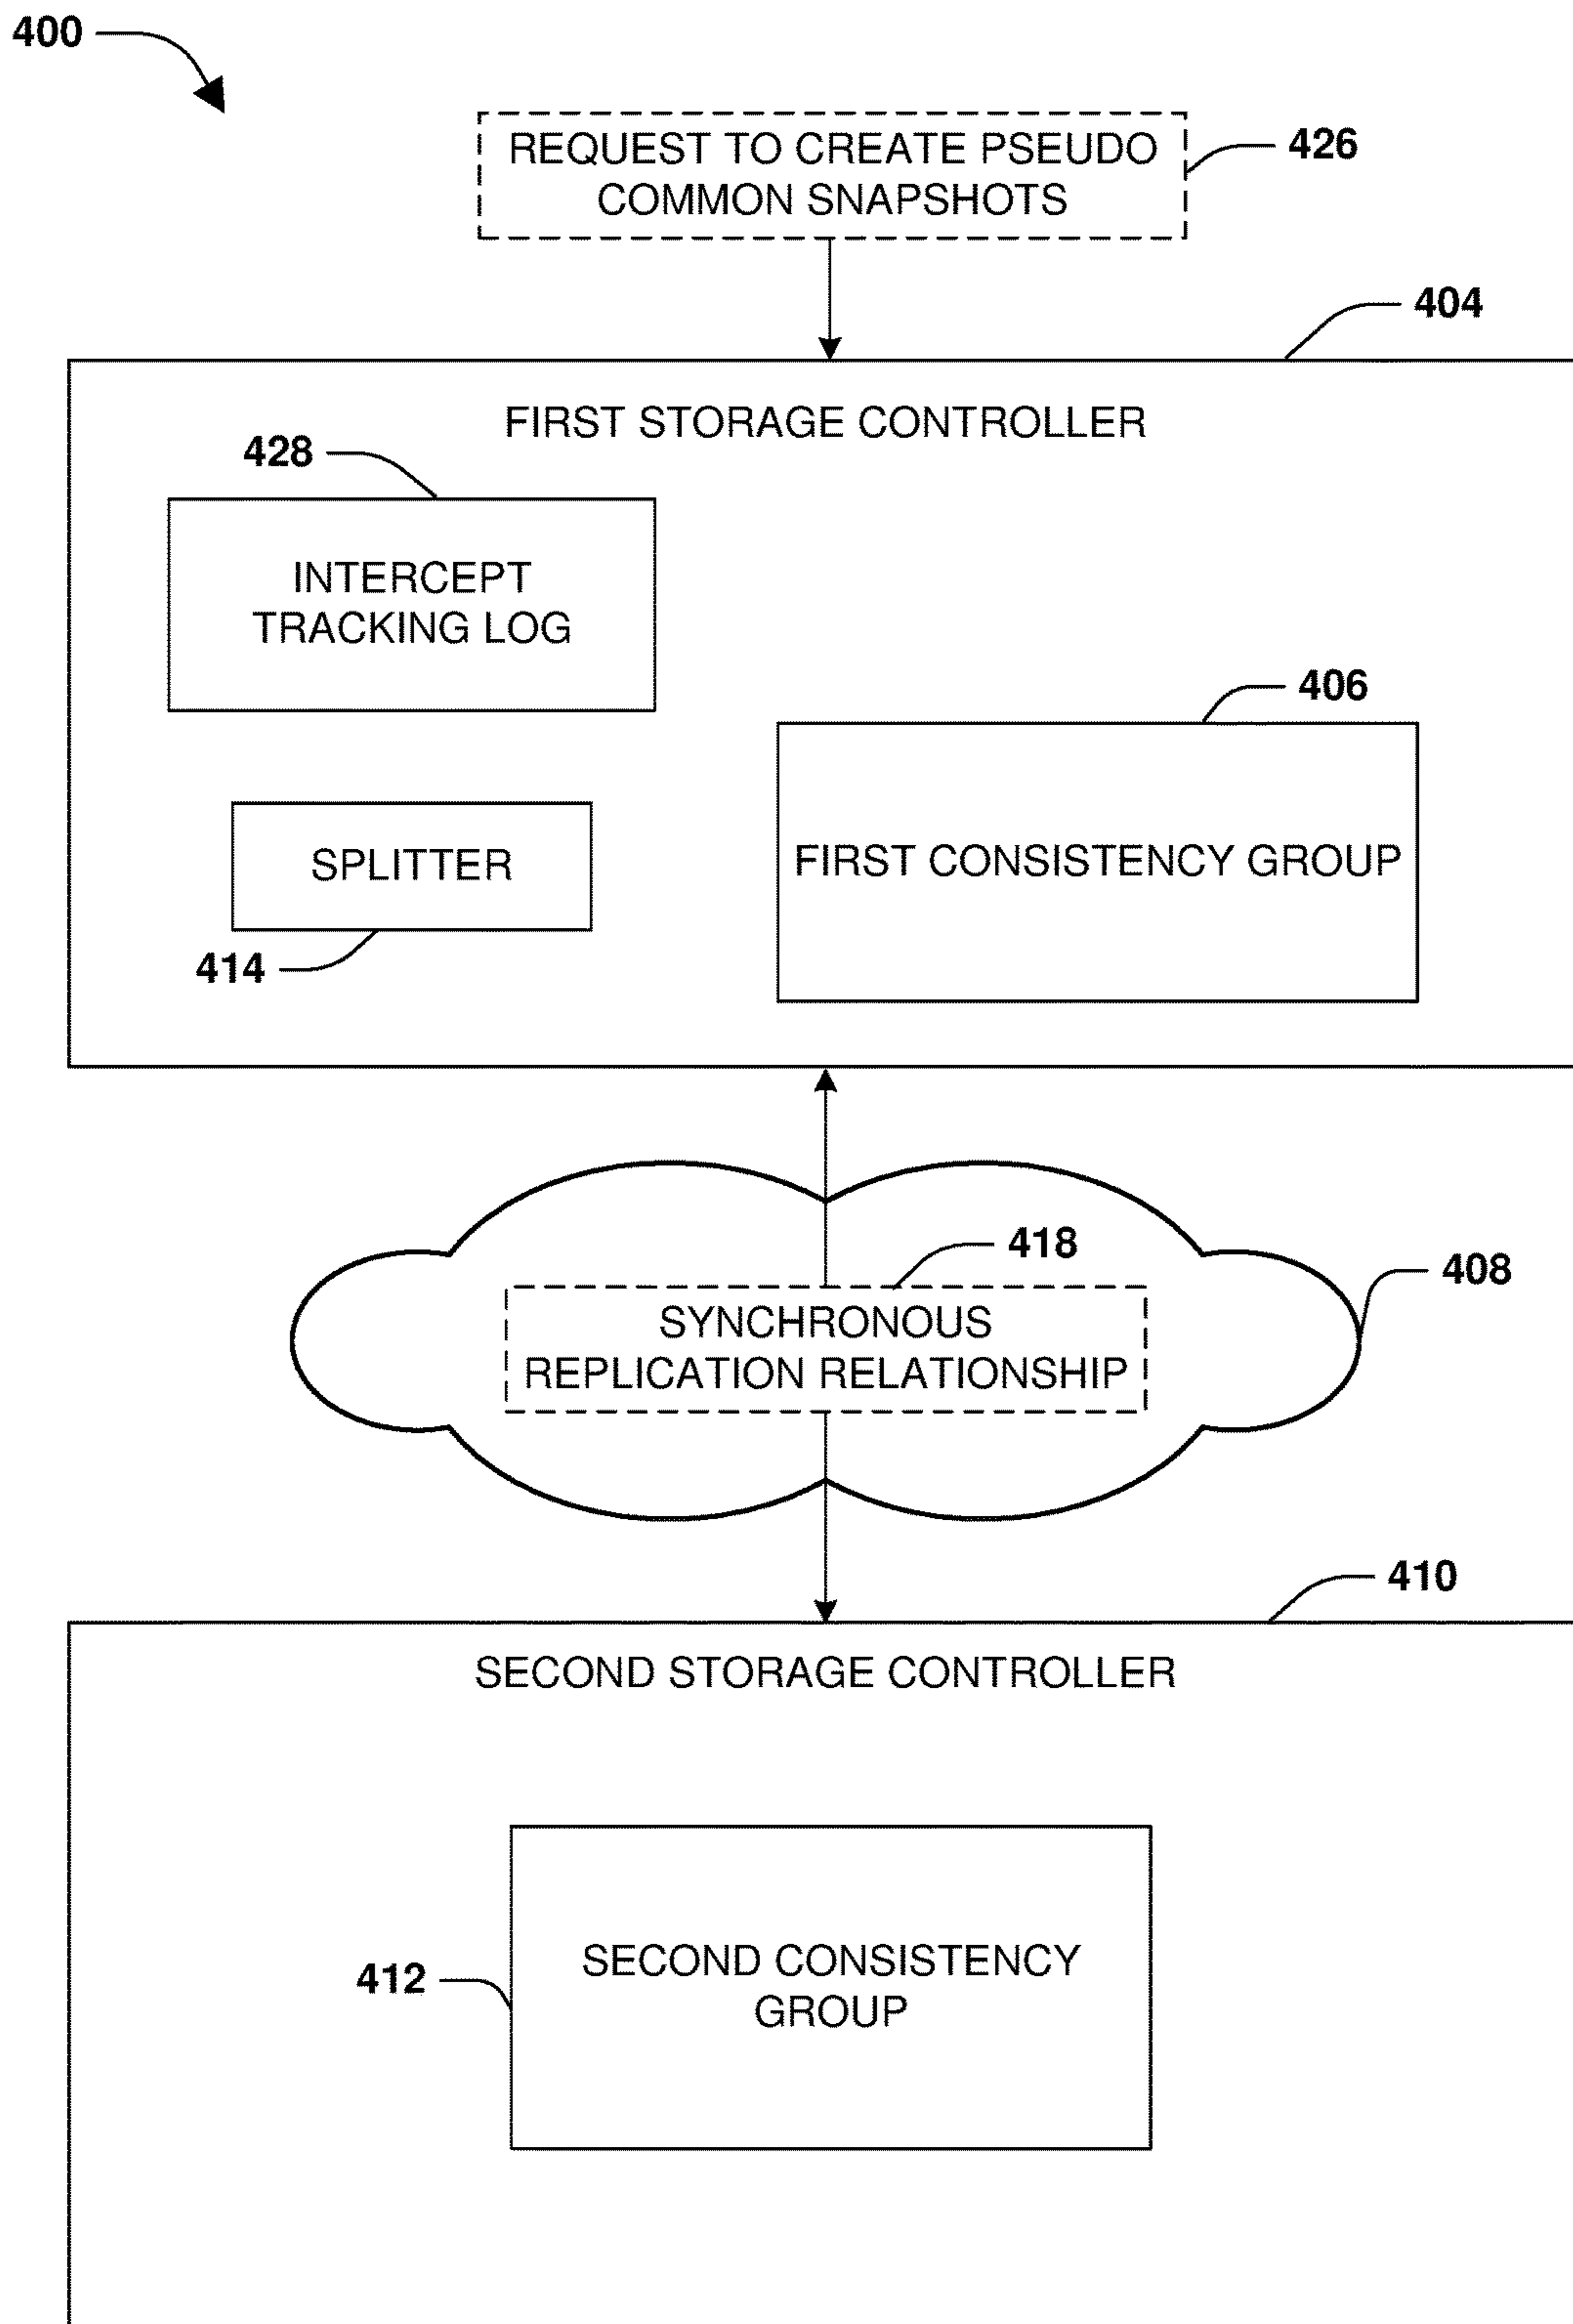 400
REQUEST TO CREATE PSEUDO
COMMON SNAPSHOTS
426
404
FIRST STORAGE CONTROLLER
428
INTERCEPT
TRACKING LOG
406
SPLITTER
FIRST CONSISTENCY GROUP
414
418
408
SYNCHRONOUS
REPLICATION RELATIONSHIP
410
SECOND STORAGE CONTROLLER
412
SECOND CONSISTENCY
GROUP